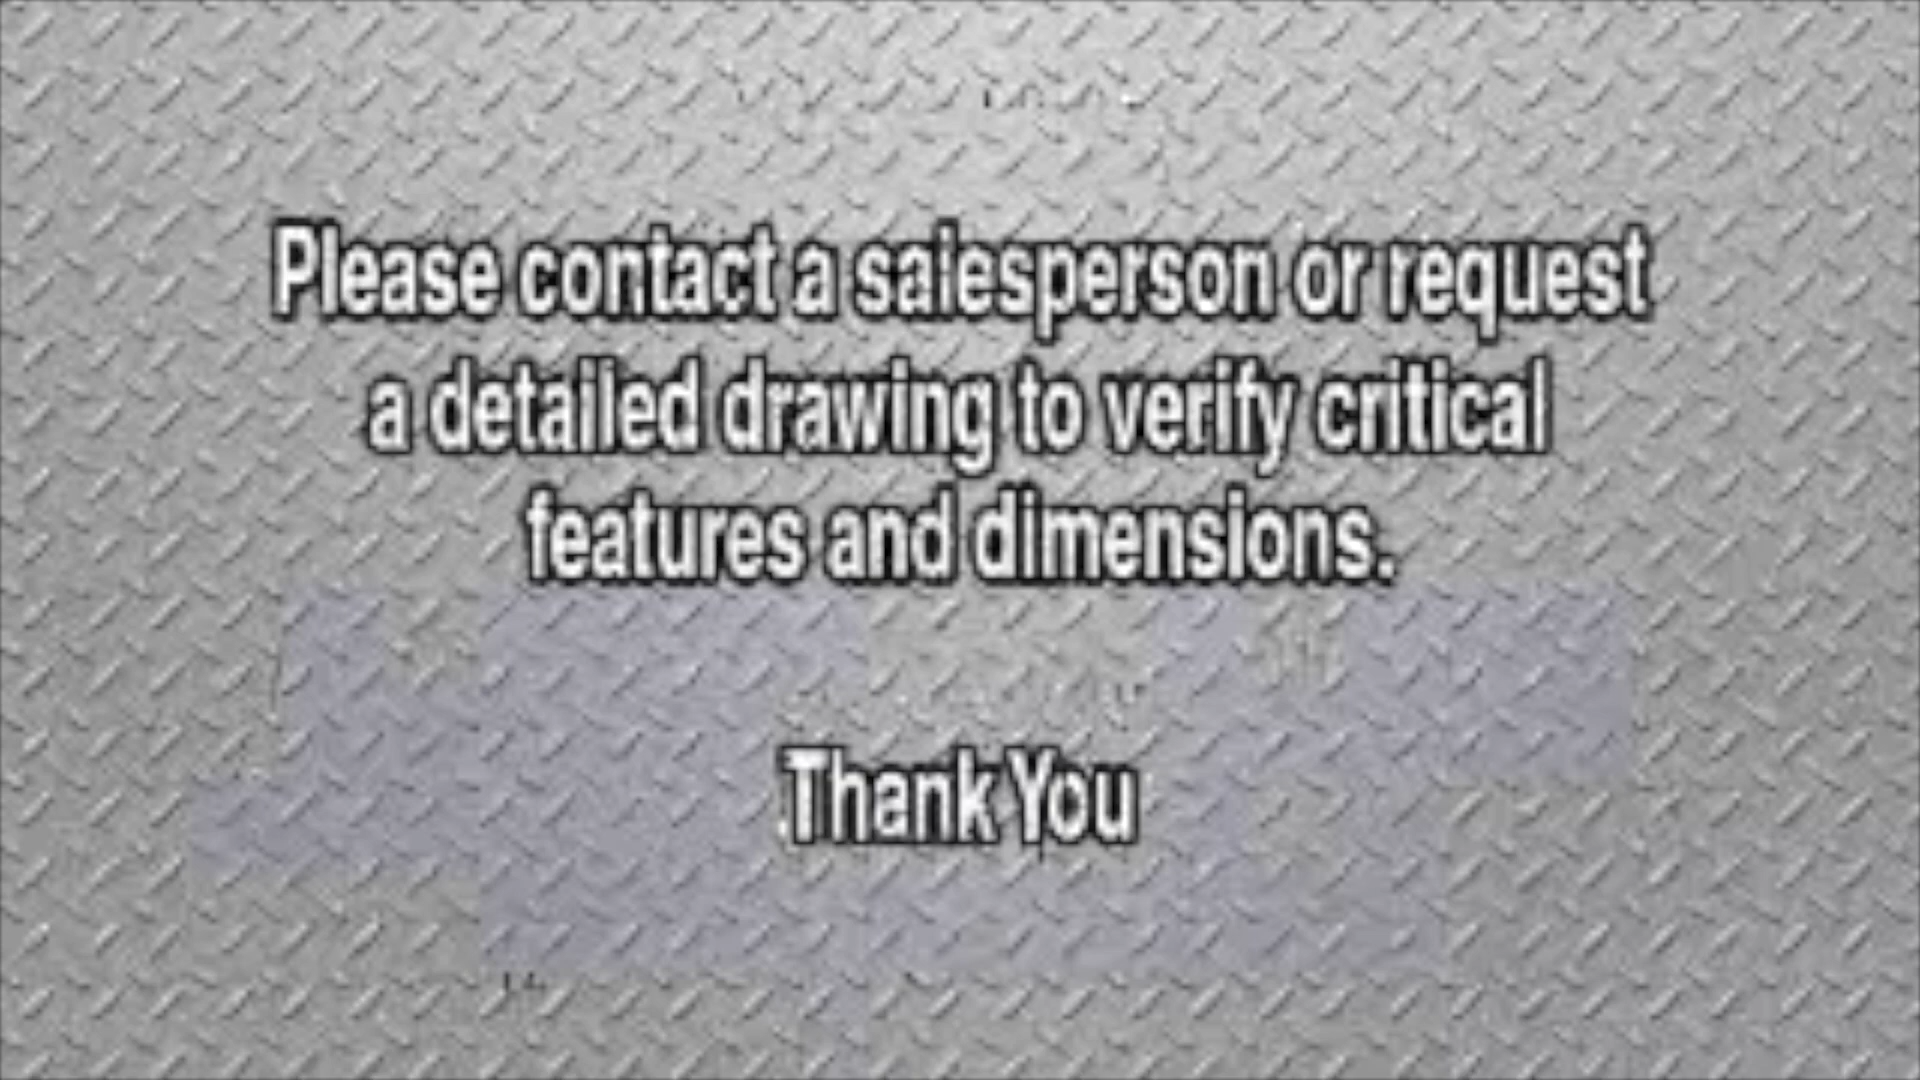 Please contact a salesperson or request
a detailed drawing to verify critical
features and dimensions.
Thank You